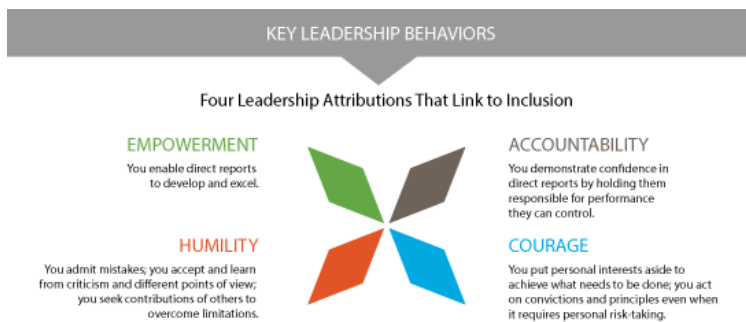 KEY LEADERSHIP BEHAVIORS
Four Leadership Attributions That Link to Inclusion
EMPOWERMENT
You enable direct reports
to develop and excel.
ACCOUNTABILITY
You demonstrate confidence in
direct reports by holding them
responsible for performance
they can control.
HUMILITY
You admit mistakes; you accept and learn
from criticism and different points of view;
you seek contributions of others to
overcome limitations.
COURAGE
You put personal interests aside to
achieve what needs to be done; you act
on convictions and principles even when
it requires personal risk-taking.